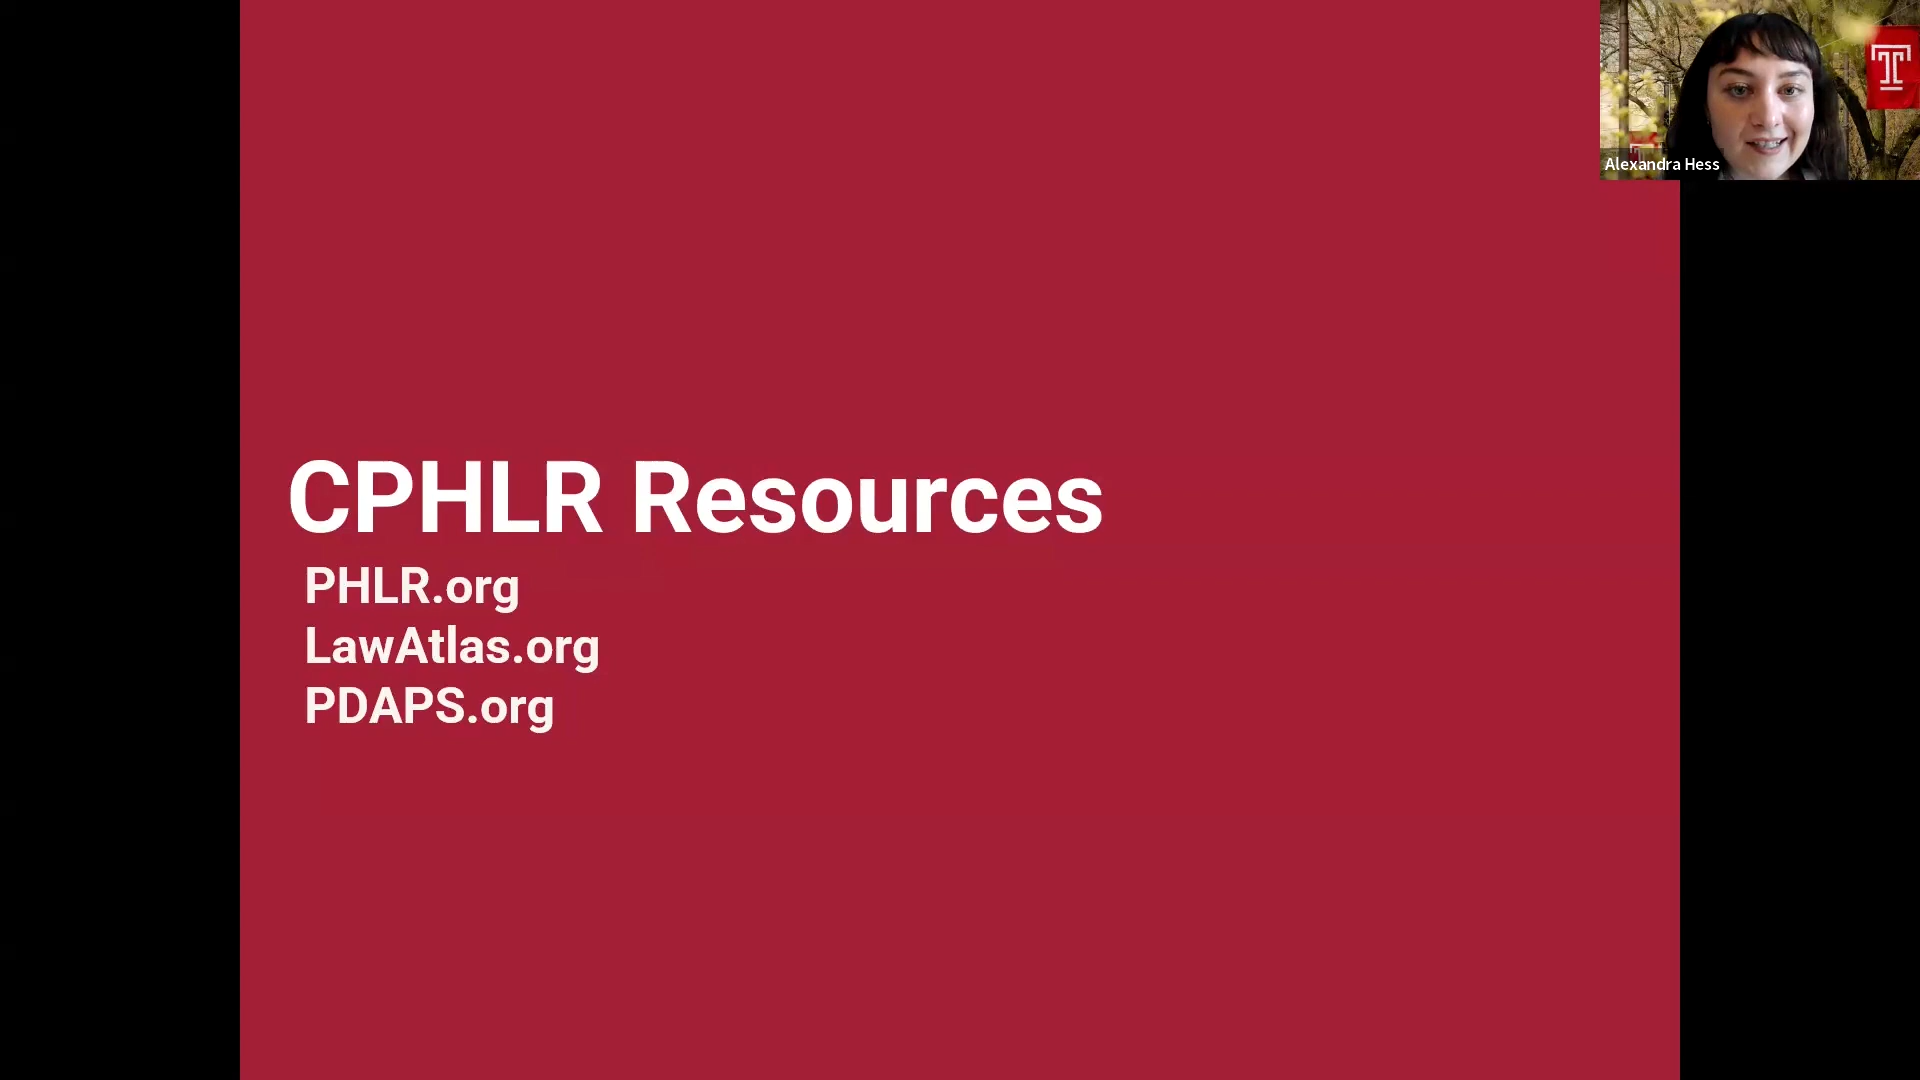 CPHLR Resources
PHLR.org
LawAtlas.org
PDAPS.org
T
Alexandra Hess